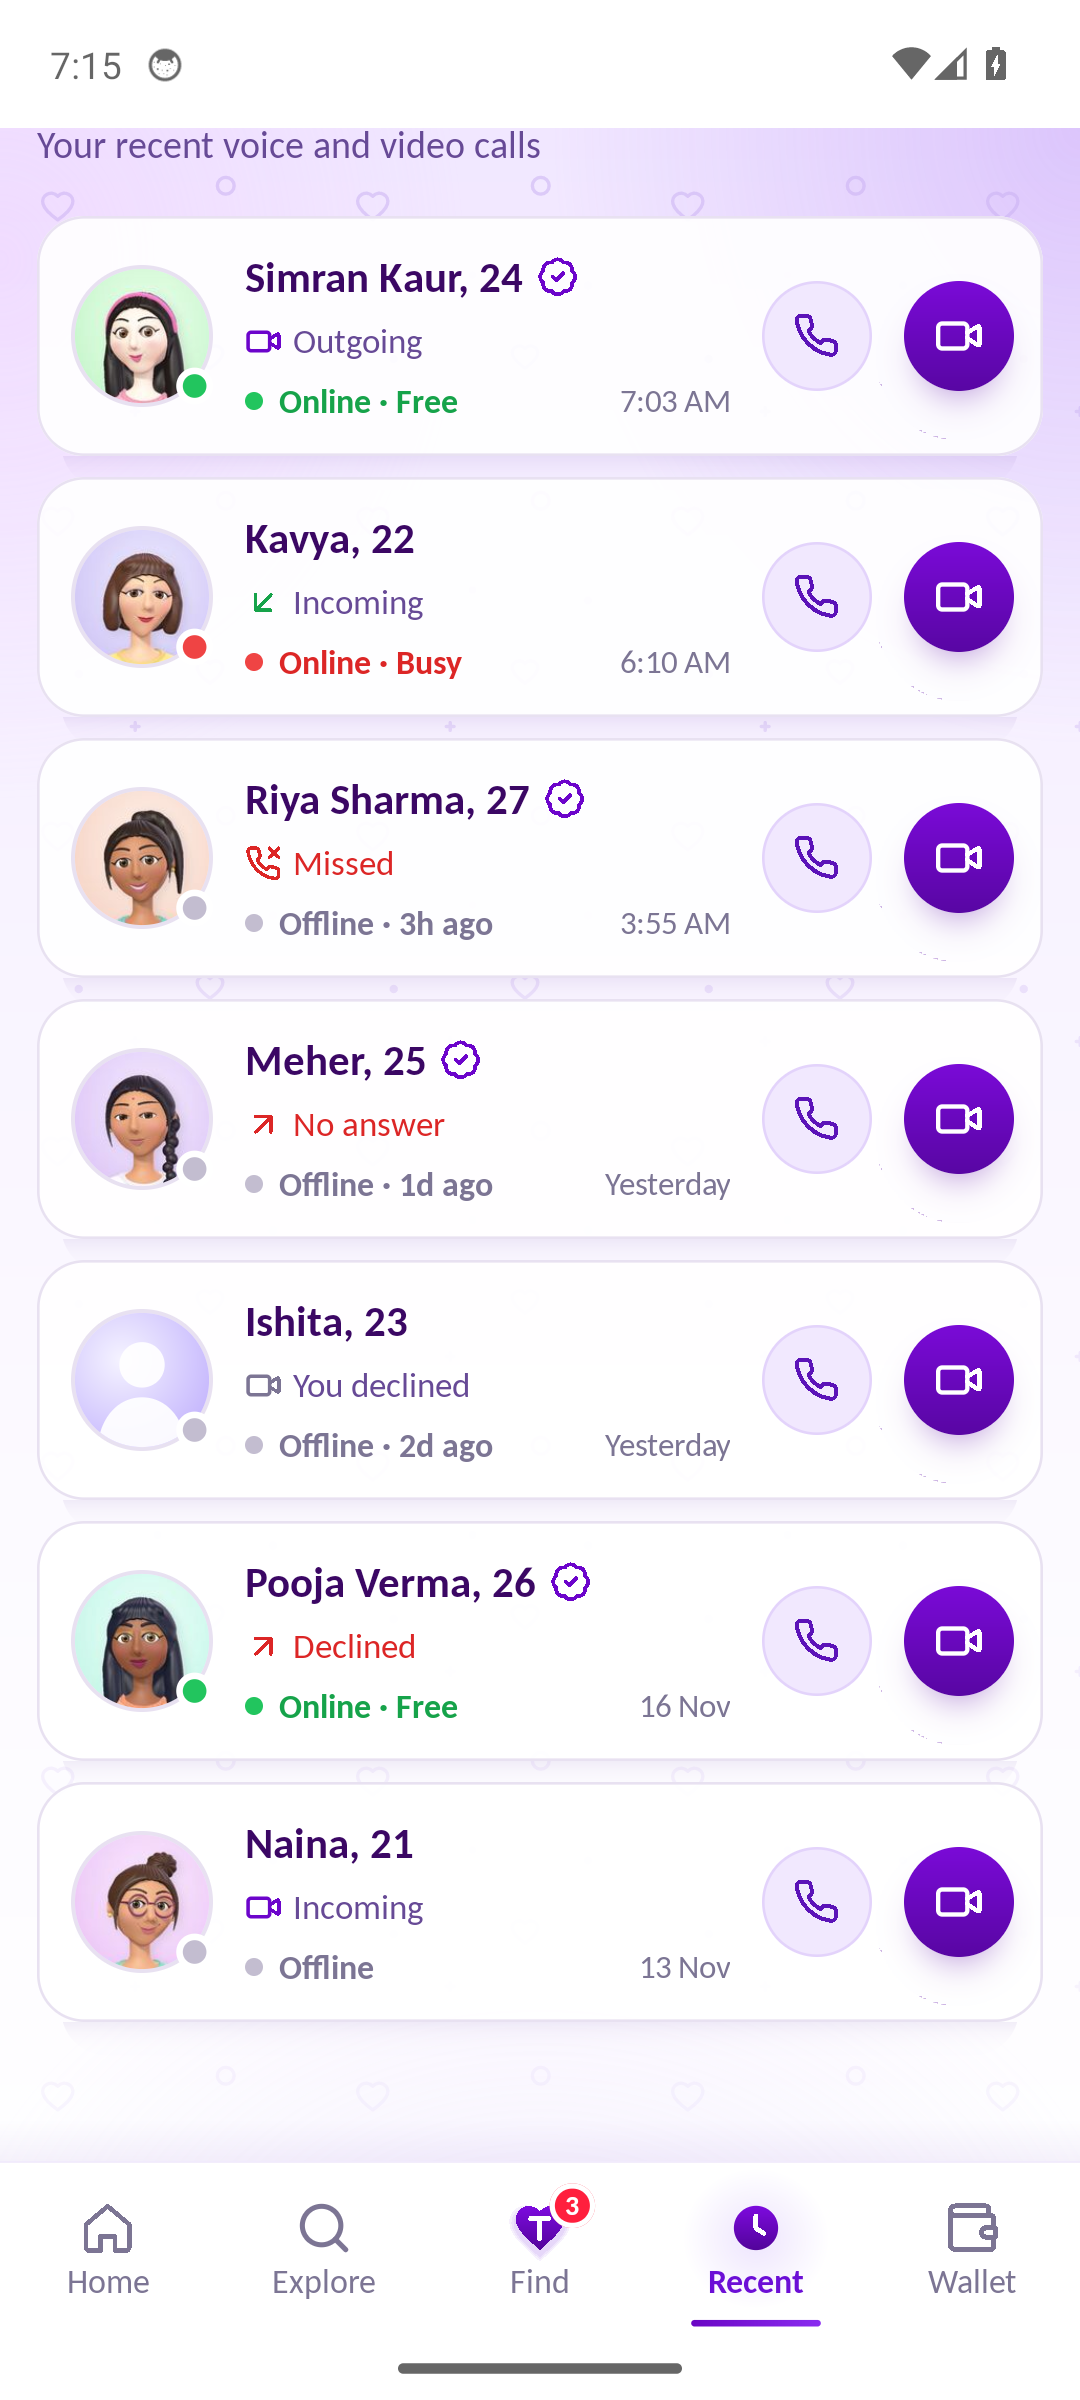 7:15
Your recent voice and video calls
Simran Kaur, 24
Outgoing
Online · Free 7:03 AM
Kavya, 22
Incoming
Online · Busy 6:10 AM
Riya Sharma, 27
Missed
Offline · 3h ago 3:55 AM
Meher, 25
No answer
Offline · 1d ago Yesterday
Ishita, 23
You declined
Offline · 2d ago Yesterday
Pooja Verma, 26
Declined
Online · Free 16 Nov
Naina, 21
Incoming
Offline 13 Nov
T 3
Home Explore Find Recent Wallet